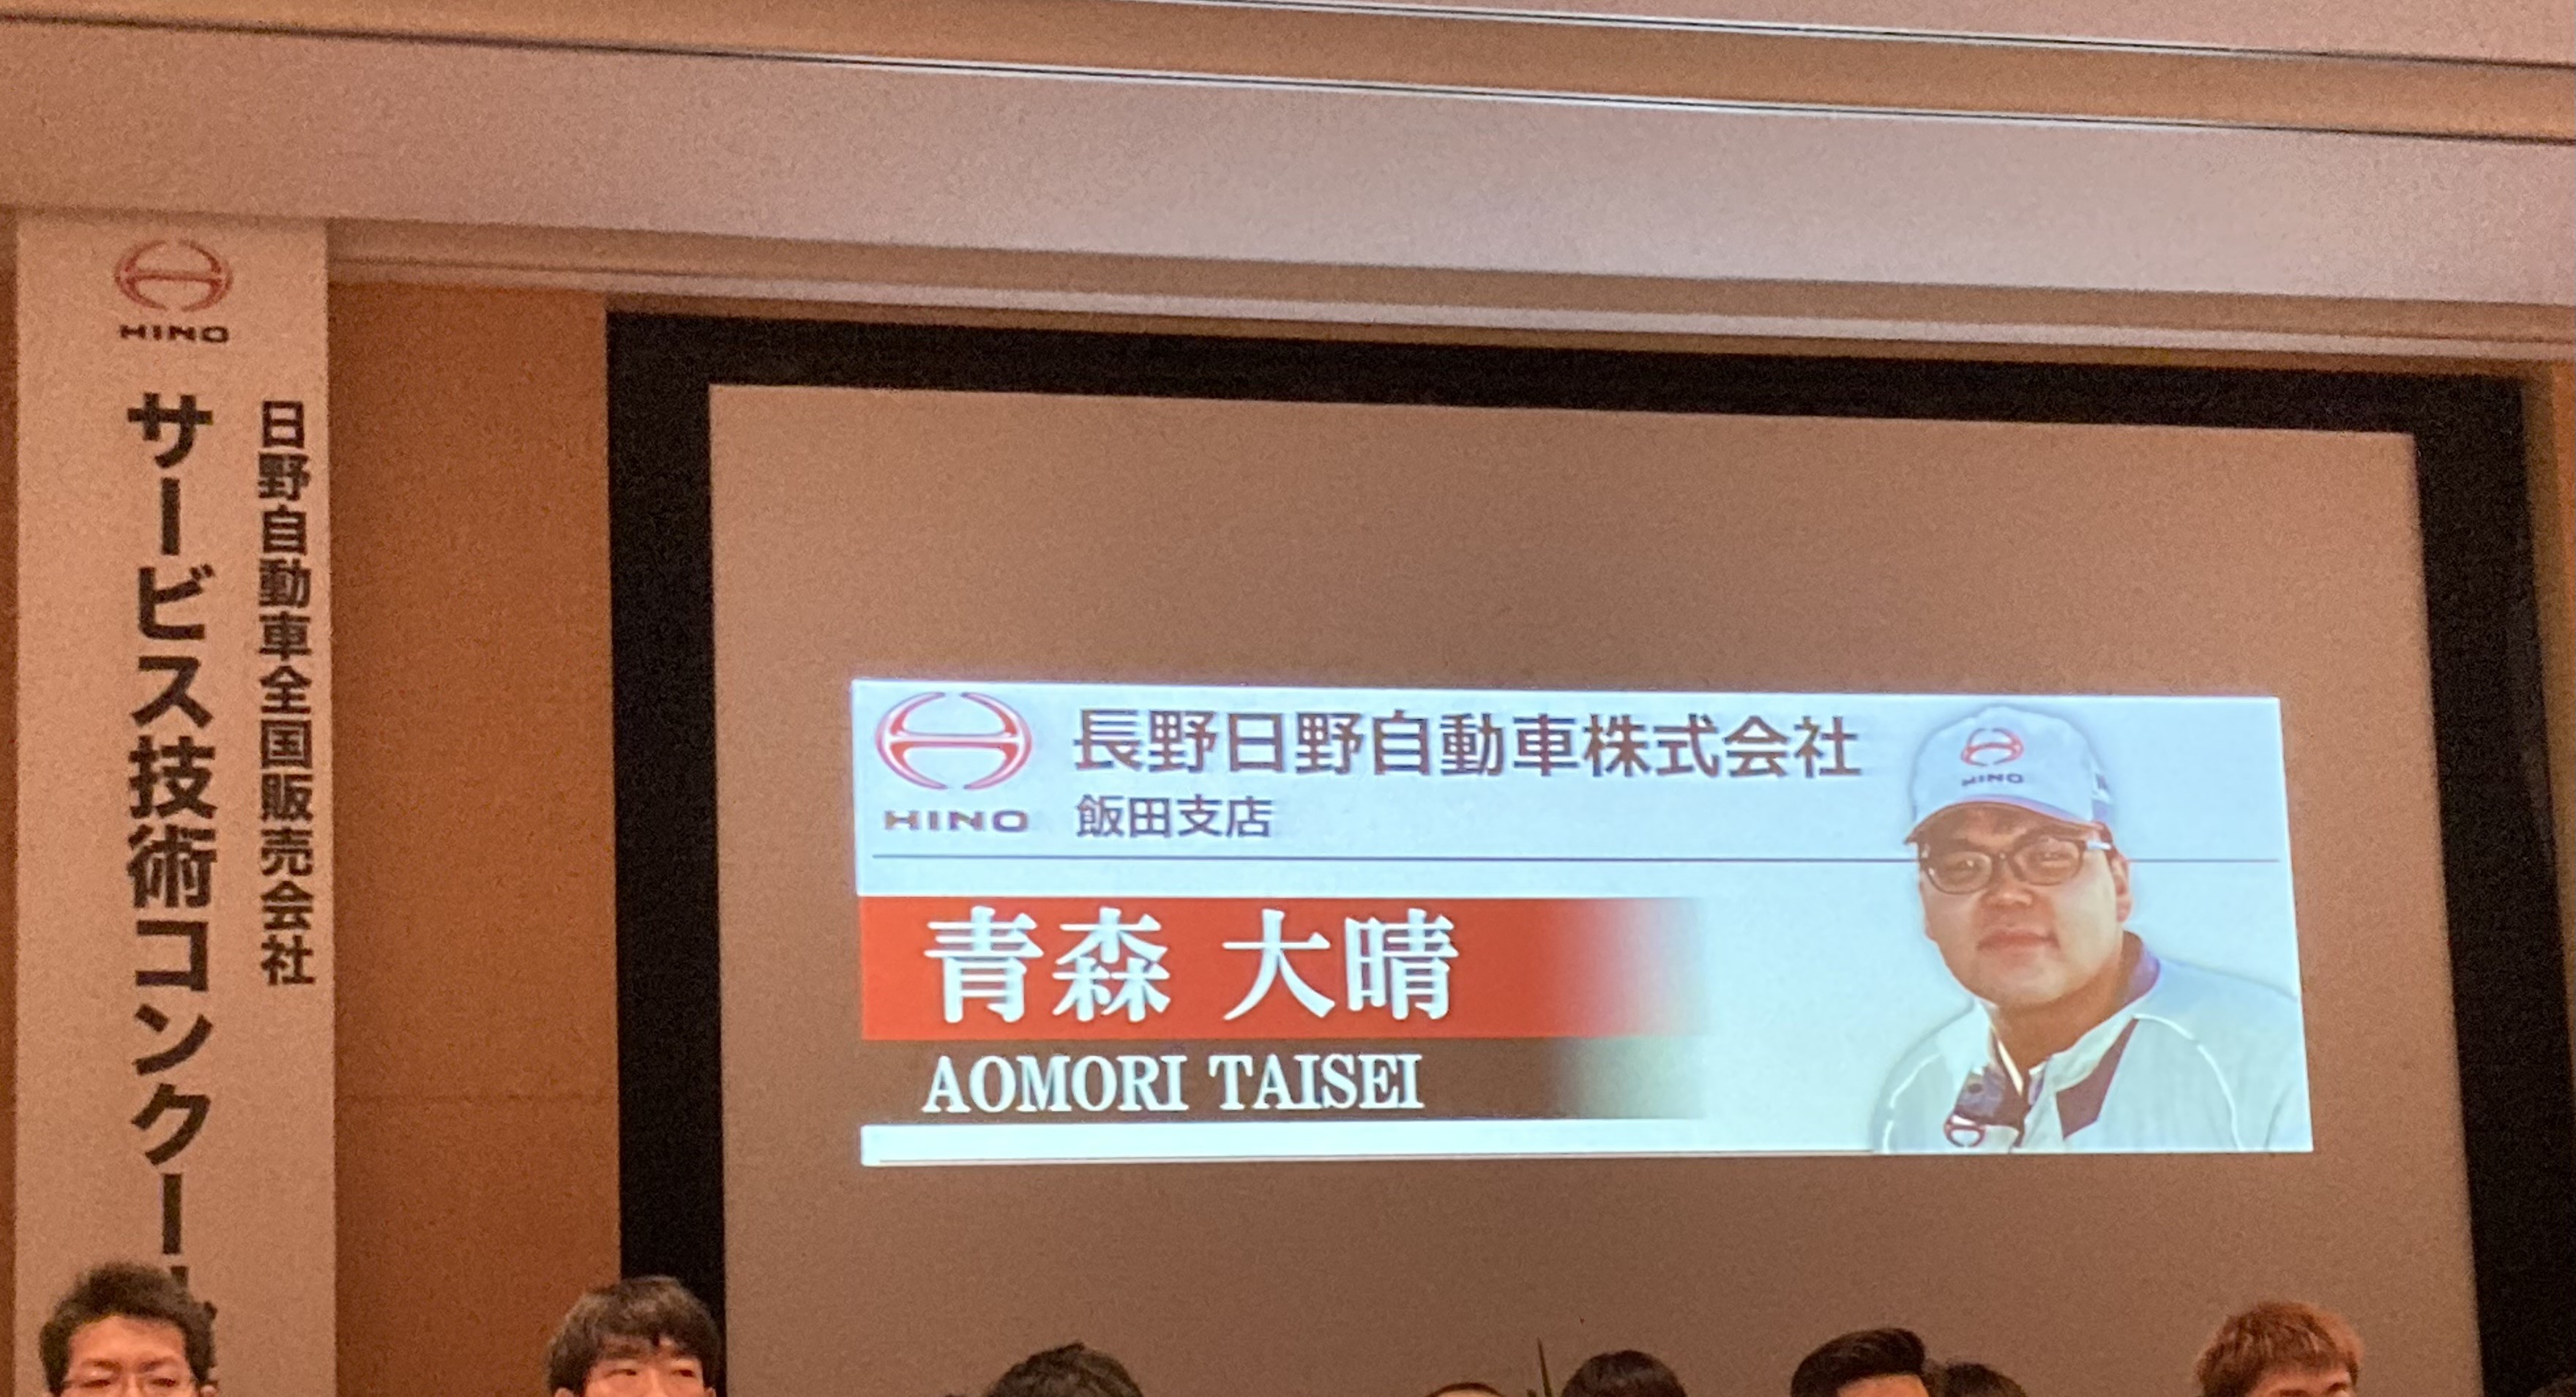 HINO
日野自動車全国販売会社
サービス技術コンクー
HINO
長野日野自動車株式会社
飯田支店
青森 大晴
AOMORI TAISEI
HINO